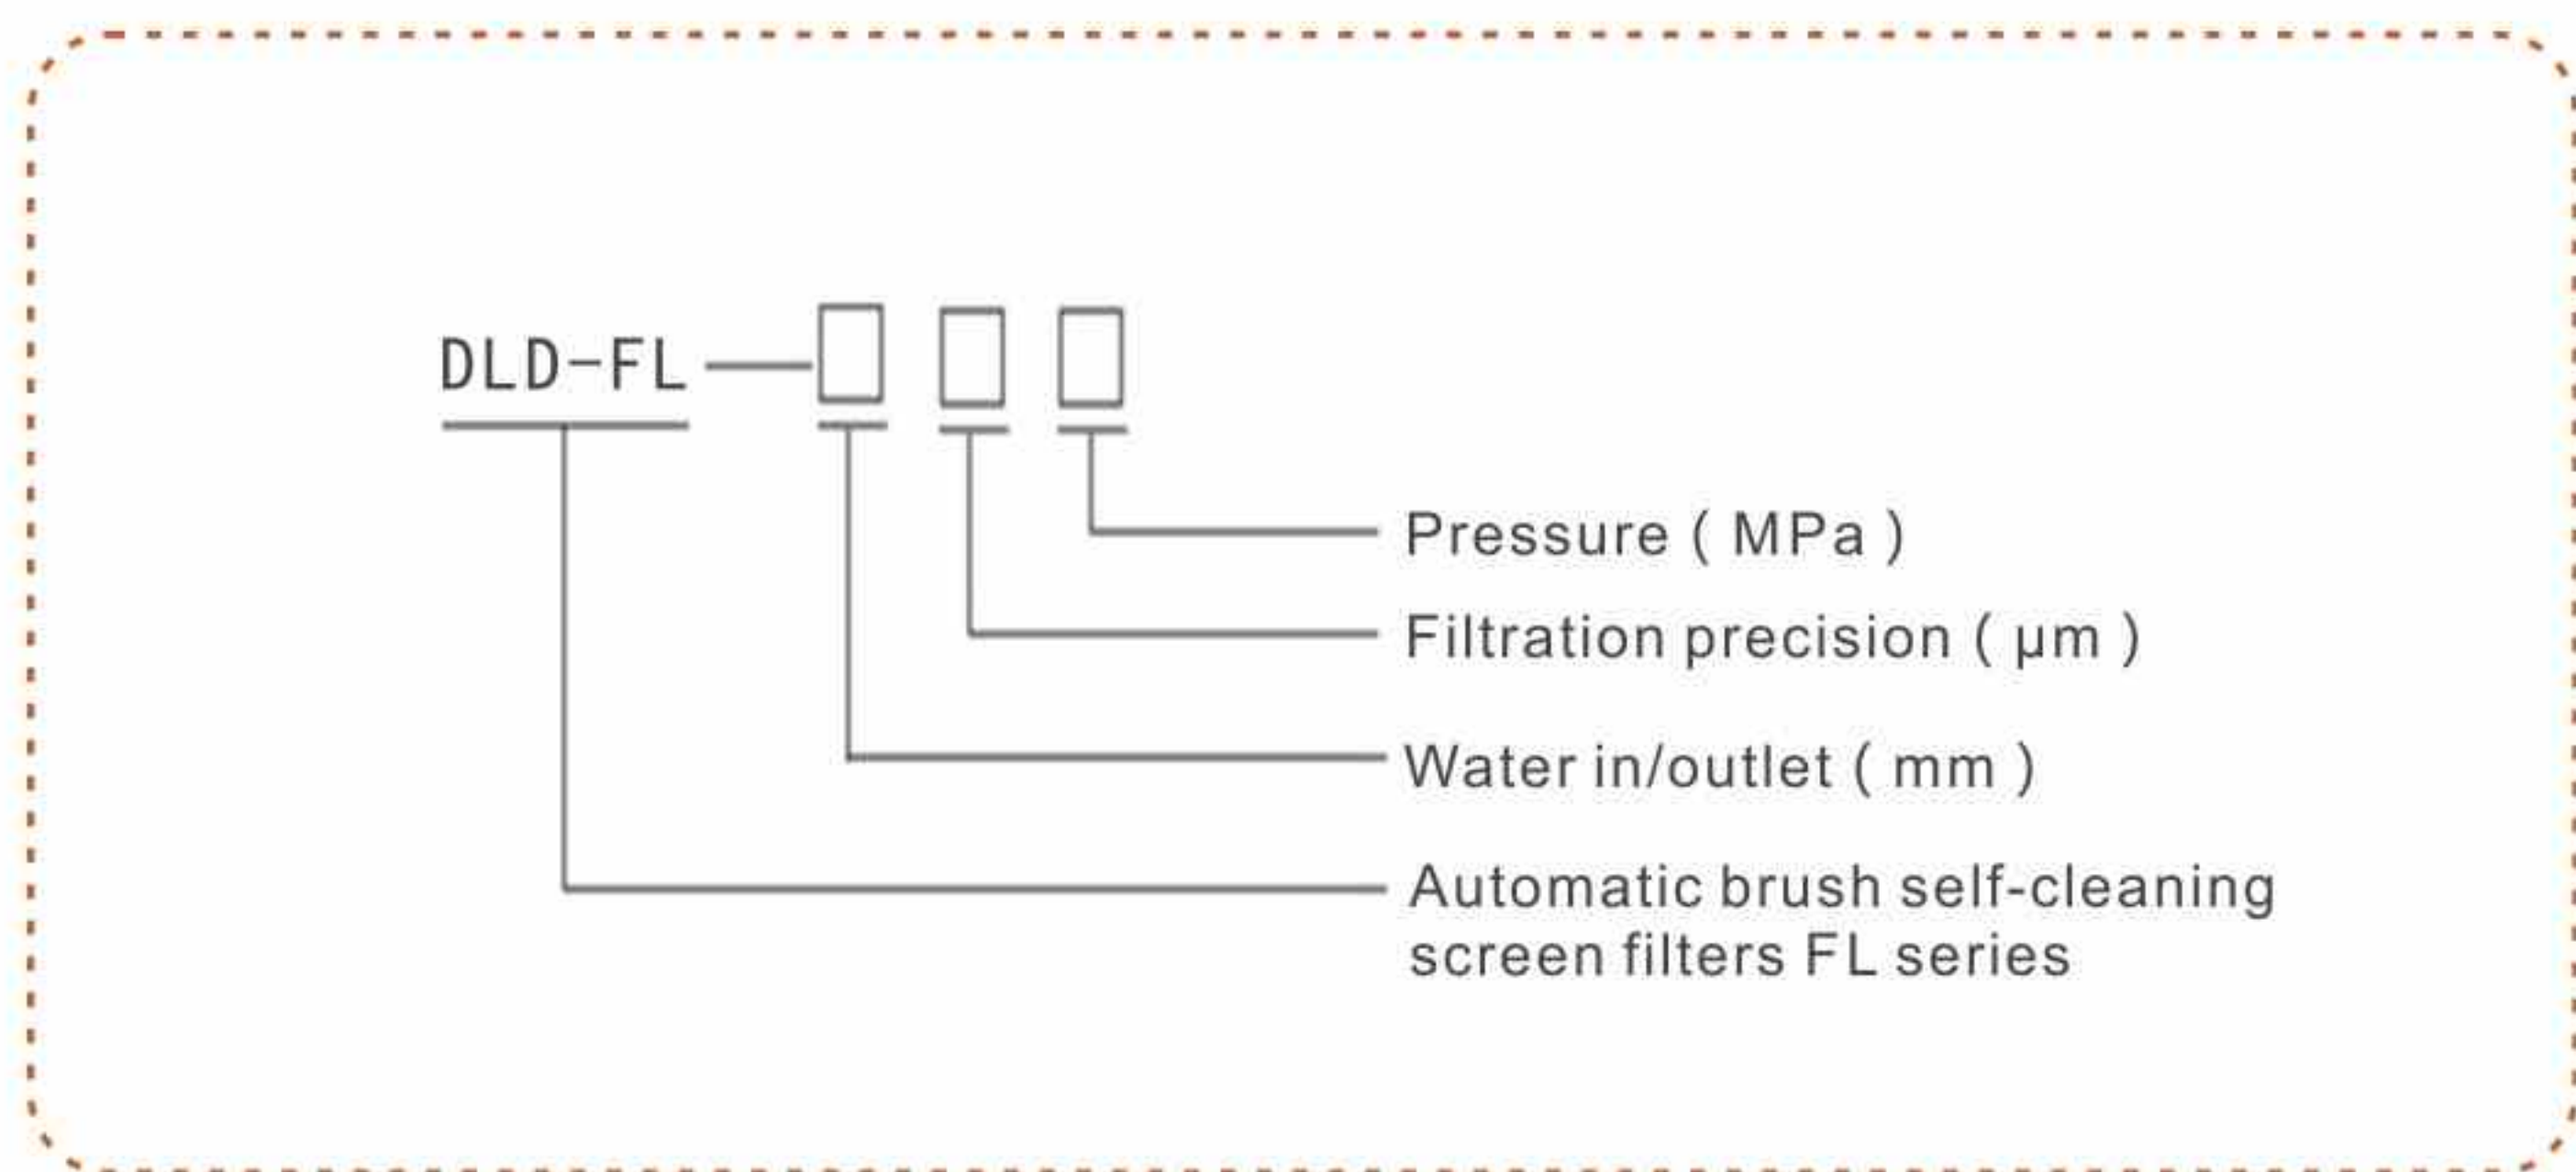 DLD-FL
Pressure ( MPa )
Filtration precision ( μm )
Water in/outlet ( mm )
Automatic brush self-cleaning
screen filters FL series